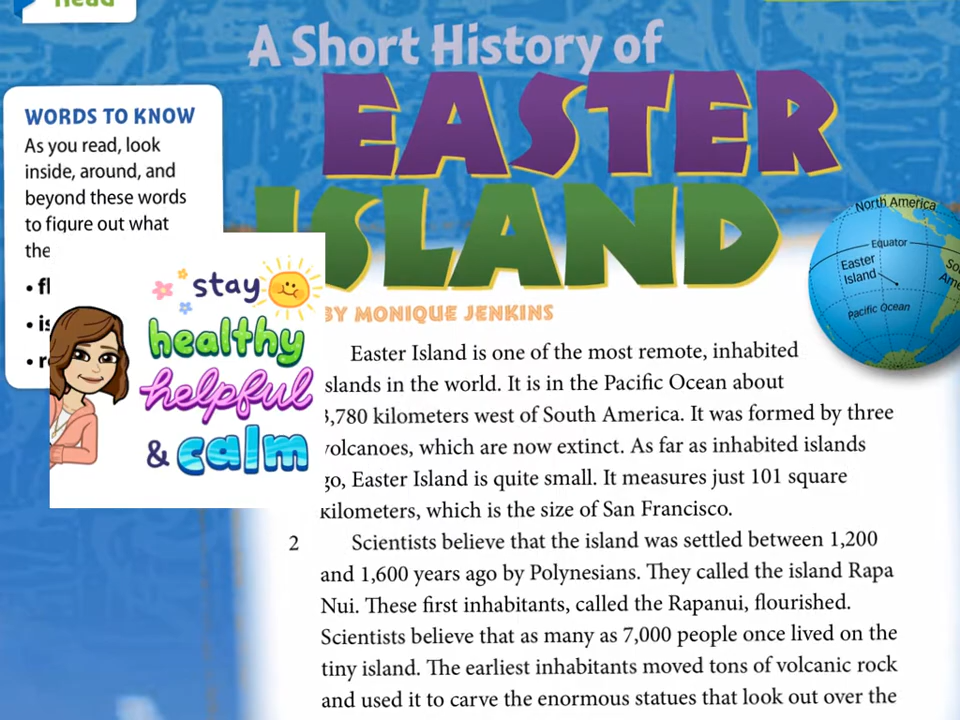 Read
A Short History of
EASTER
ISLAND
BY MONIQUE JENKINS
WORDS TO KNOW
As you read, look
inside, around, and
beyond these words
to figure out what
the
stay
healthy
helpful
& calm
North America
Equator
Easter
Island
Pacific Ocean
Easter Island is one of the most remote, inhabited
islands in the world. It is in the Pacific Ocean about
3,780 kilometers west of South America. It was formed by three
volcanoes, which are now extinct. As far as inhabited islands
go, Easter Island is quite small. It measures just 101 square
kilometers, which is the size of San Francisco.
2 Scientists believe that the island was settled between 1,200
and 1,600 years ago by Polynesians. They called the island Rapa
Nui. These first inhabitants, called the Rapanui, flourished.
Scientists believe that as many as 7,000 people once lived on the
tiny island. The earliest inhabitants moved tons of volcanic rock
and used it to carve the enormous statues that look out over the